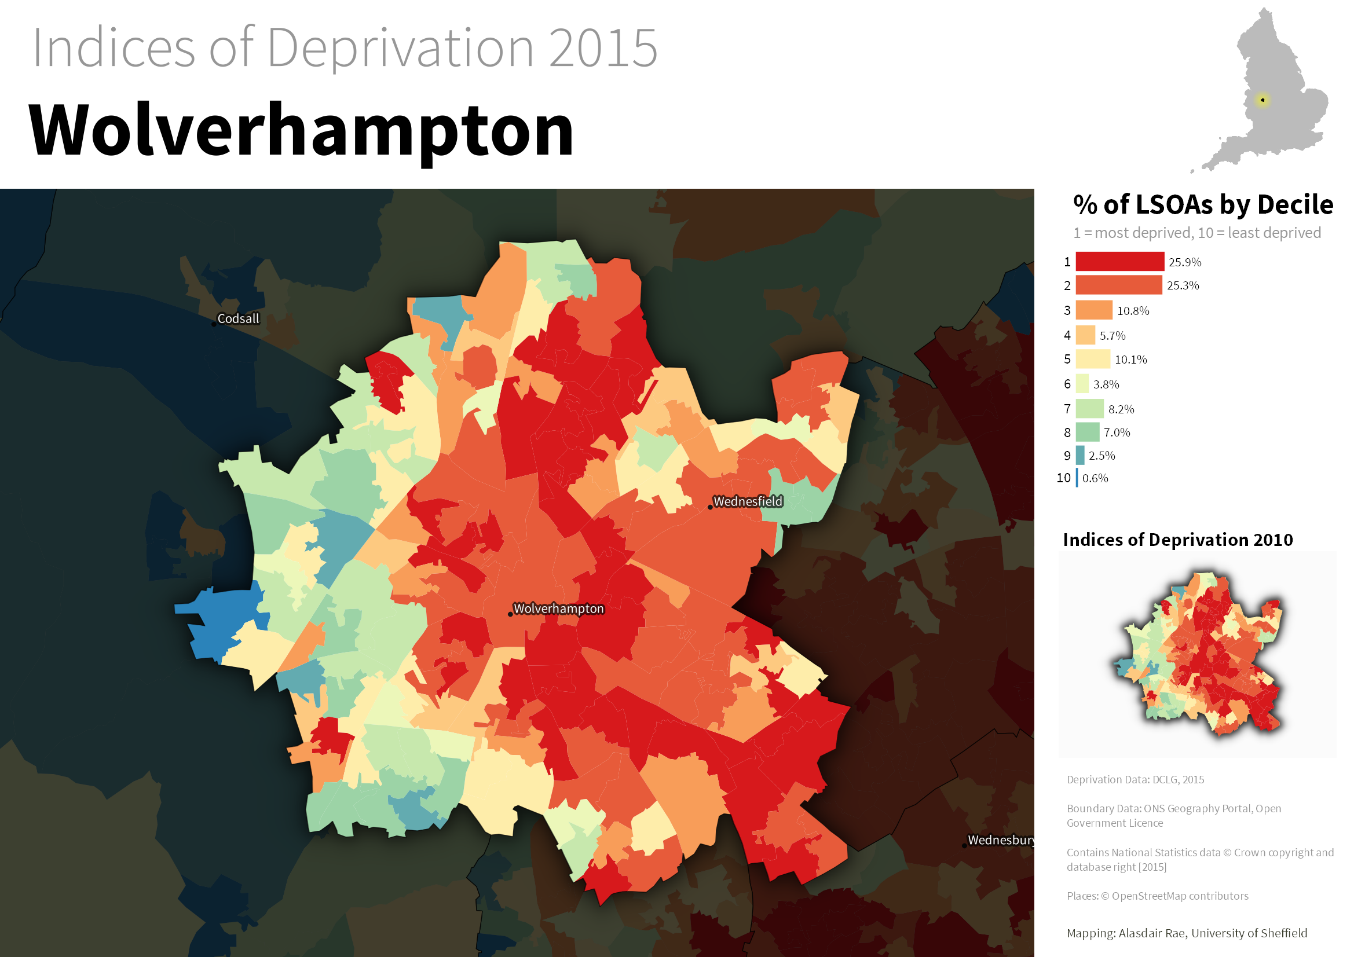 Indices of Deprivation 2015
Wolverhampton
% of LSOAs by Decile
1 = most deprived, 10 = least deprived
1 25.9%
2 25.3%
3 10.8%
4 5.7%
5 10.1%
6 3.8%
7 8.2%
8 7.0%
9 2.5%
10 0.6%
Codsall
Wednesfield
Wolverhampton
Wednesbury
Indices of Deprivation 2010
Deprivation Data: DCLG, 2015
Boundary Data: ONS Geography Portal, Open
Government Licence
Contains National Statistics data © Crown copyright and
database right [2015]
Places: © OpenStreetMap contributors
Mapping: Alasdair Rae, University of Sheffield